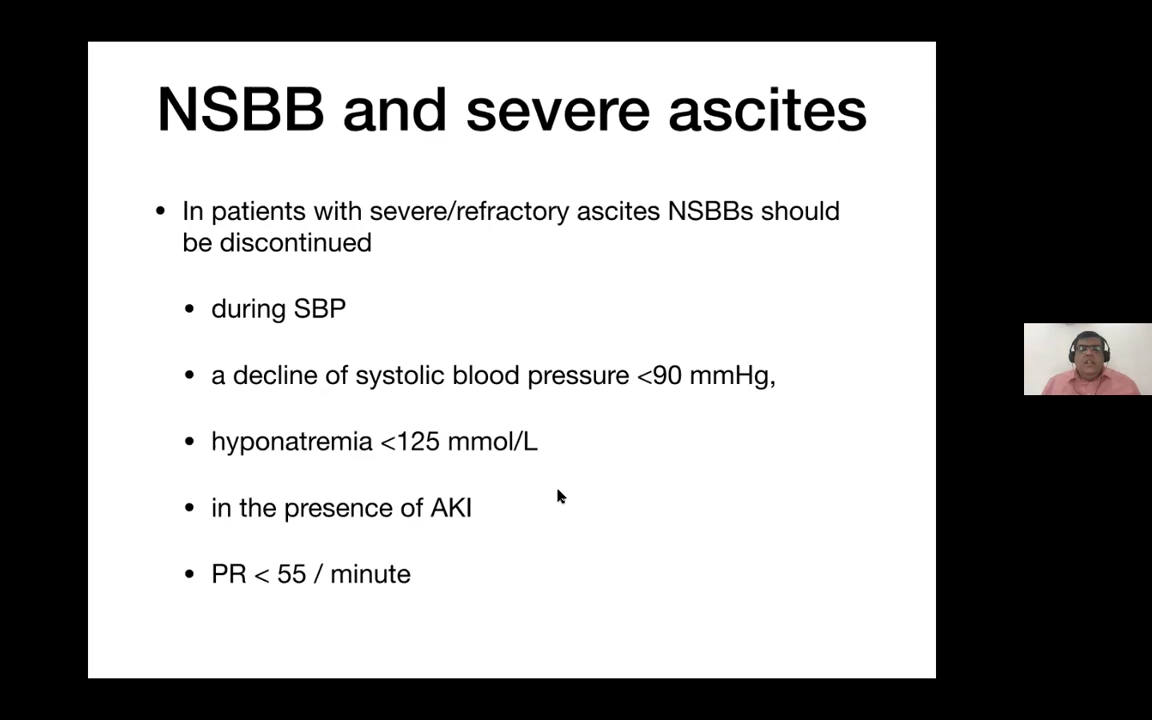 NSBB and severe ascites
• In patients with severe/refractory ascites NSBBs should
be discontinued
• during SBP
• a decline of systolic blood pressure <90 mmHg,
• hyponatremia <125 mmol/L
• in the presence of AKI
• PR < 55 / minute